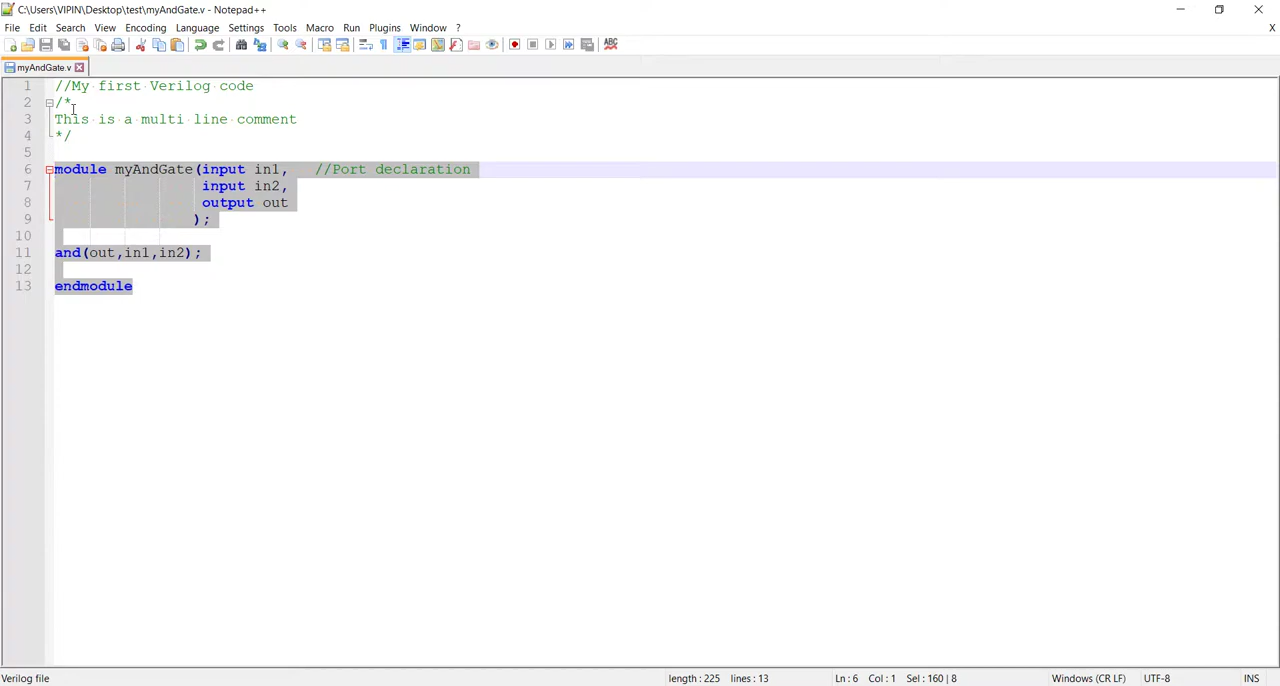 C:\Users\VIPIN\Desktop\test\myAndGate.v - Notepad++
File Edit Search View Encoding Language Settings Tools Macro Run Plugins Window ? X
ABC
myAndGate.v
1 //My first Verilog code
2 /*
3 This is a multi line comment
4 */
5
6 module myAndGate(input in1, //Port declaration
7 input in2,
8 output out
9 );
10
11 and(out,in1,in2);
12
13 endmodule
Verilog file length : 225 lines : 13 Ln : 6 Col : 1 Sel : 160 | 8 Windows (CR LF) UTF-8 INS